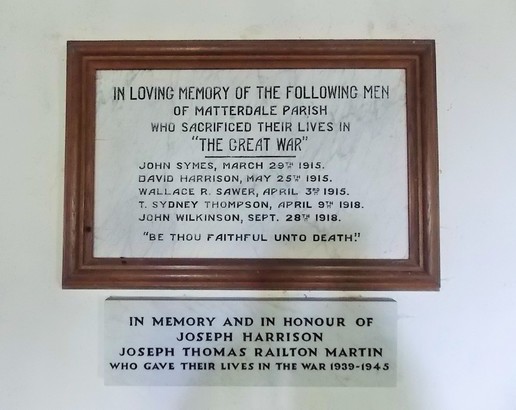 IN LOVING MEMORY OF THE FOLLOWING MEN
OF MATTERDALE PARISH
WHO SACRIFICED THEIR LIVES IN
"THE GREAT WAR"
JOHN SYMES, MARCH 29TH 1915.
DAVID HARRISON, MAY 25TH 1915.
WALLACE R. SAWER, APRIL 3RD 1915.
T. SYDNEY THOMPSON, APRIL 9TH 1918.
JOHN WILKINSON, SEPT. 28TH 1918.
"BE THOU FAITHFUL UNTO DEATH."
IN MEMORY AND IN HONOUR OF
JOSEPH HARRISON
JOSEPH THOMAS RAILTON MARTIN
WHO GAVE THEIR LIVES IN THE WAR 1939-1945